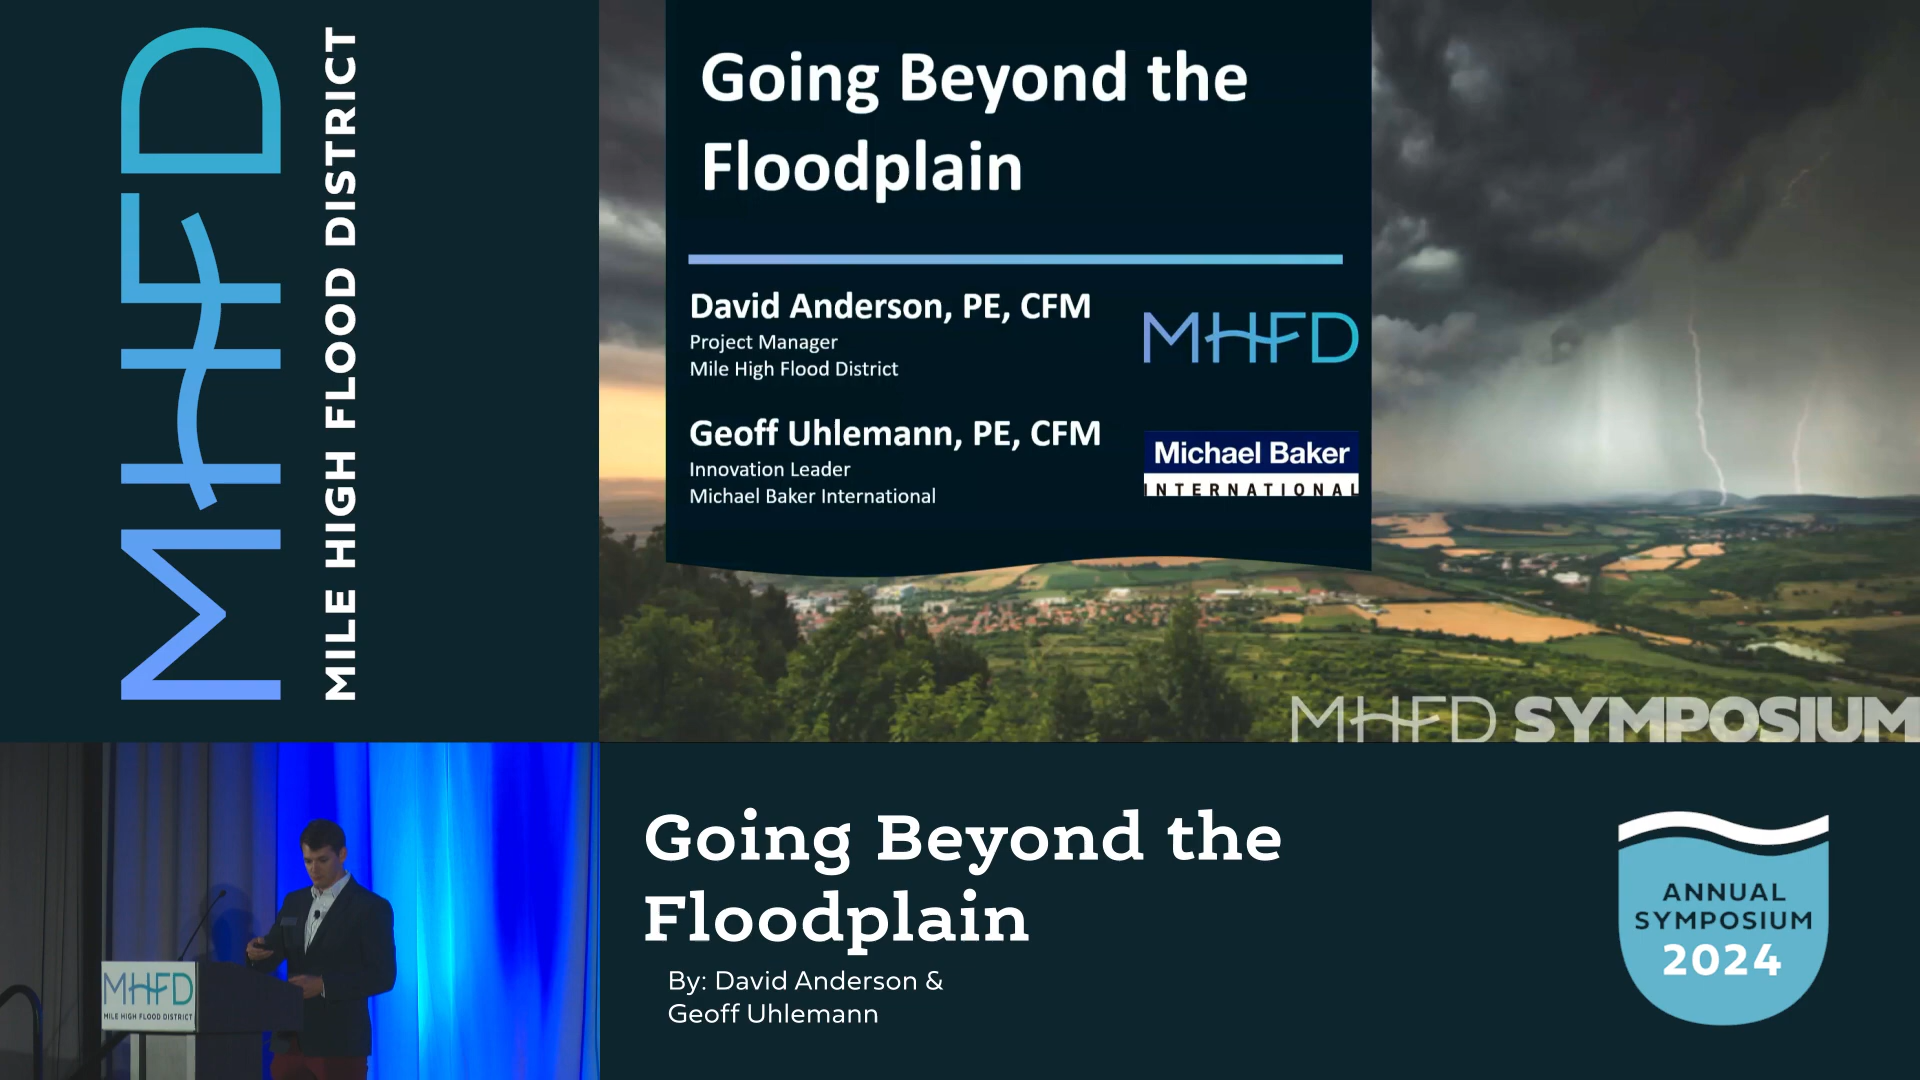 MHFD
MILE HIGH FLOOD DISTRICT
Going Beyond the
Floodplain
David Anderson, PE, CFM
Project Manager
Mile High Flood District
MHFD
Geoff Uhlemann, PE, CFM
Innovation Leader
Michael Baker International
Michael Baker
INTERNATIONAL
MHFD SYMPOSIUM
MHFD
MILE HIGH FLOOD DISTRICT
Going Beyond the
Floodplain
By: David Anderson &
Geoff Uhlemann
ANNUAL
SYMPOSIUM
2024